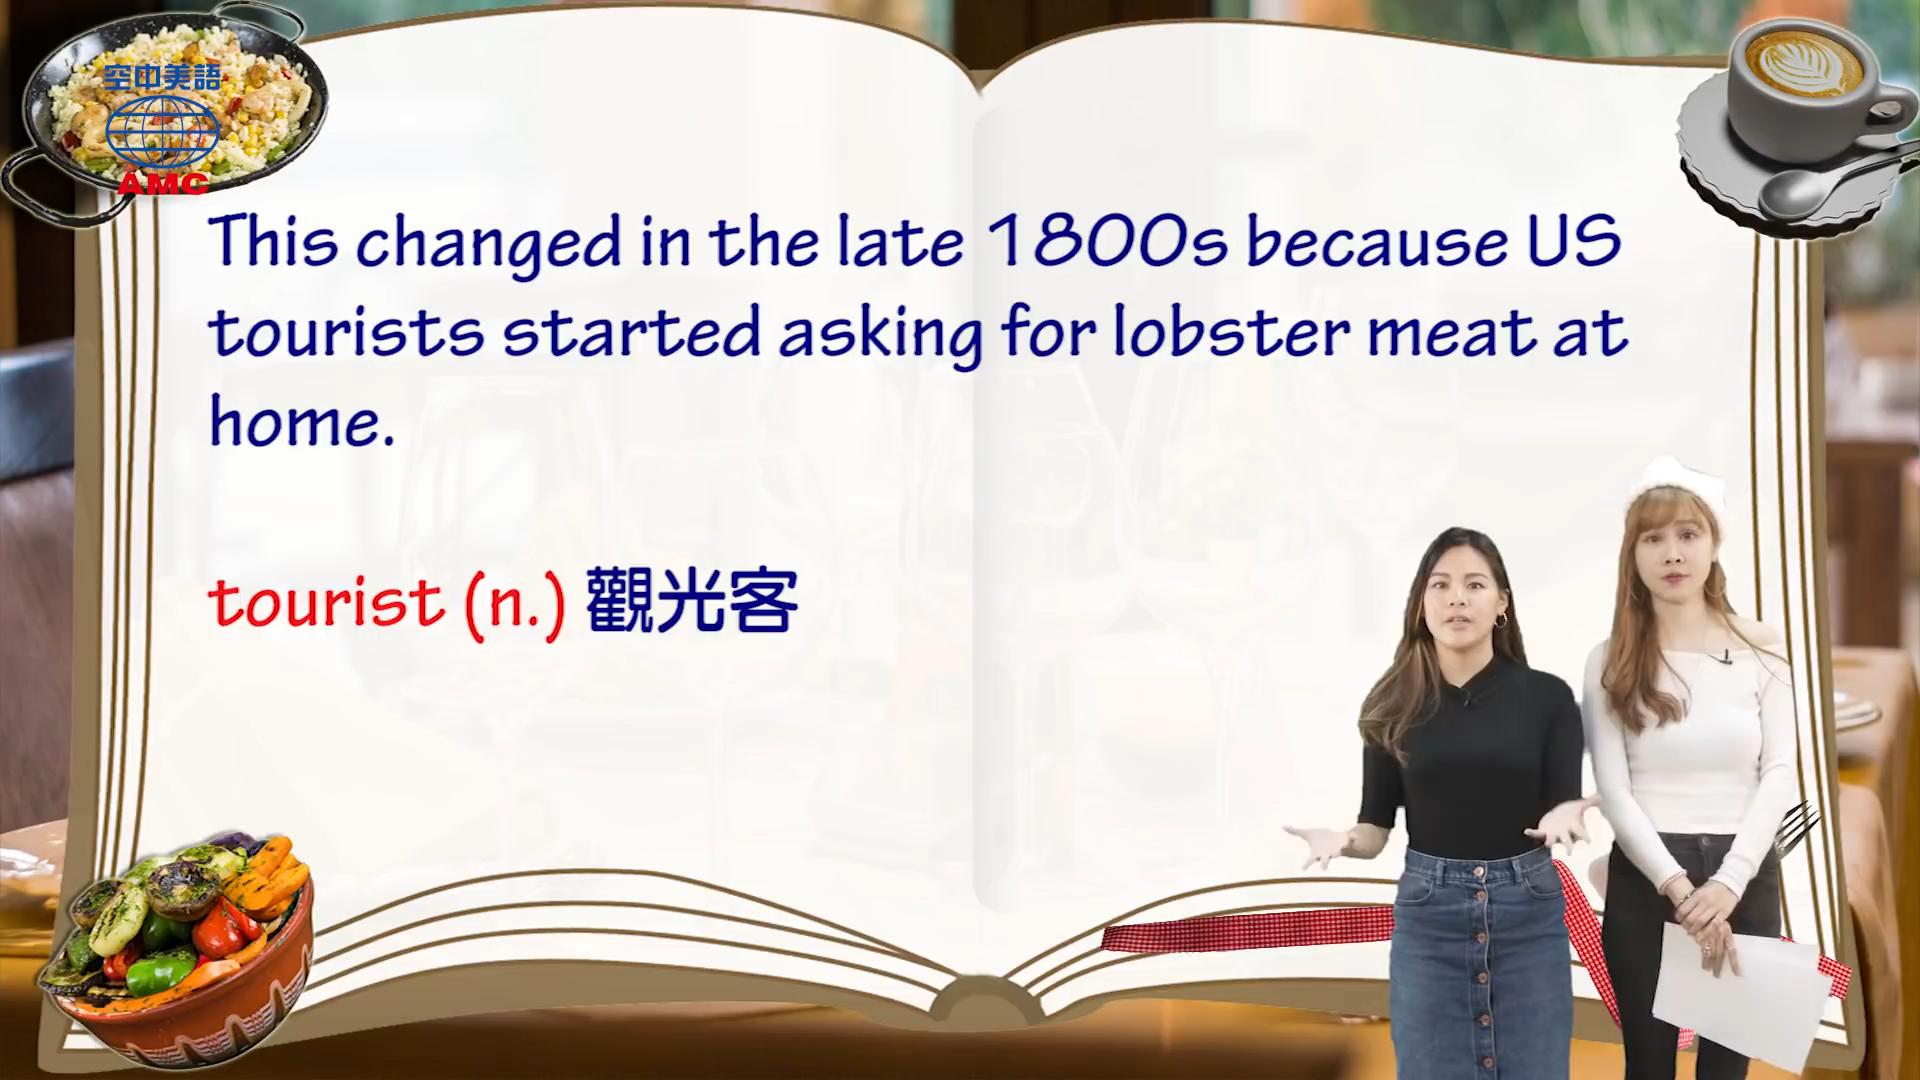 空中美語
AMC
This changed in the late 1800s because US
tourists started asking for lobster meat at
home.
tourist (n.) 觀光客